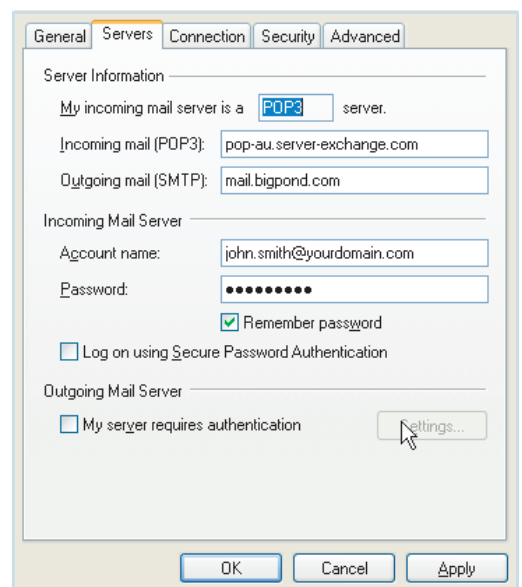 General Servers Connection Security Advanced
Server Information
My incoming mail server is a POP3 server.
Incoming mail (POP3): pop-au.server-exchange.com
Outgoing mail (SMTP): mail.bigpond.com
Incoming Mail Server
Account name: john.smith@yourdomain.com
Password: ●●●●●●●●●
Remember password
Log on using Secure Password Authentication
Outgoing Mail Server
My server requires authentication Settings...
OK Cancel Apply